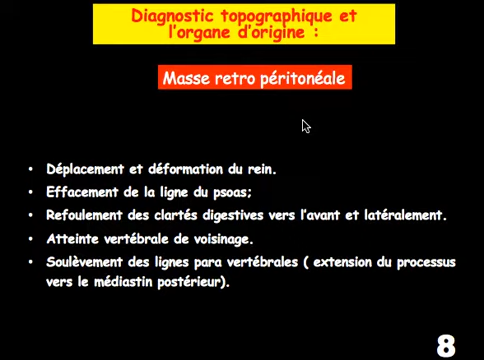 Diagnostic topographique et
l'organe d'origine :
Masse retro péritonéale
• Déplacement et déformation du rein.
• Effacement de la ligne du psoas;
• Refoulement des clartés digestives vers l'avant et latéralement.
• Atteinte vertébrale de voisinage.
• Soulèvement des lignes para vertébrales ( extension du processus
vers le médiastin postérieur).
8